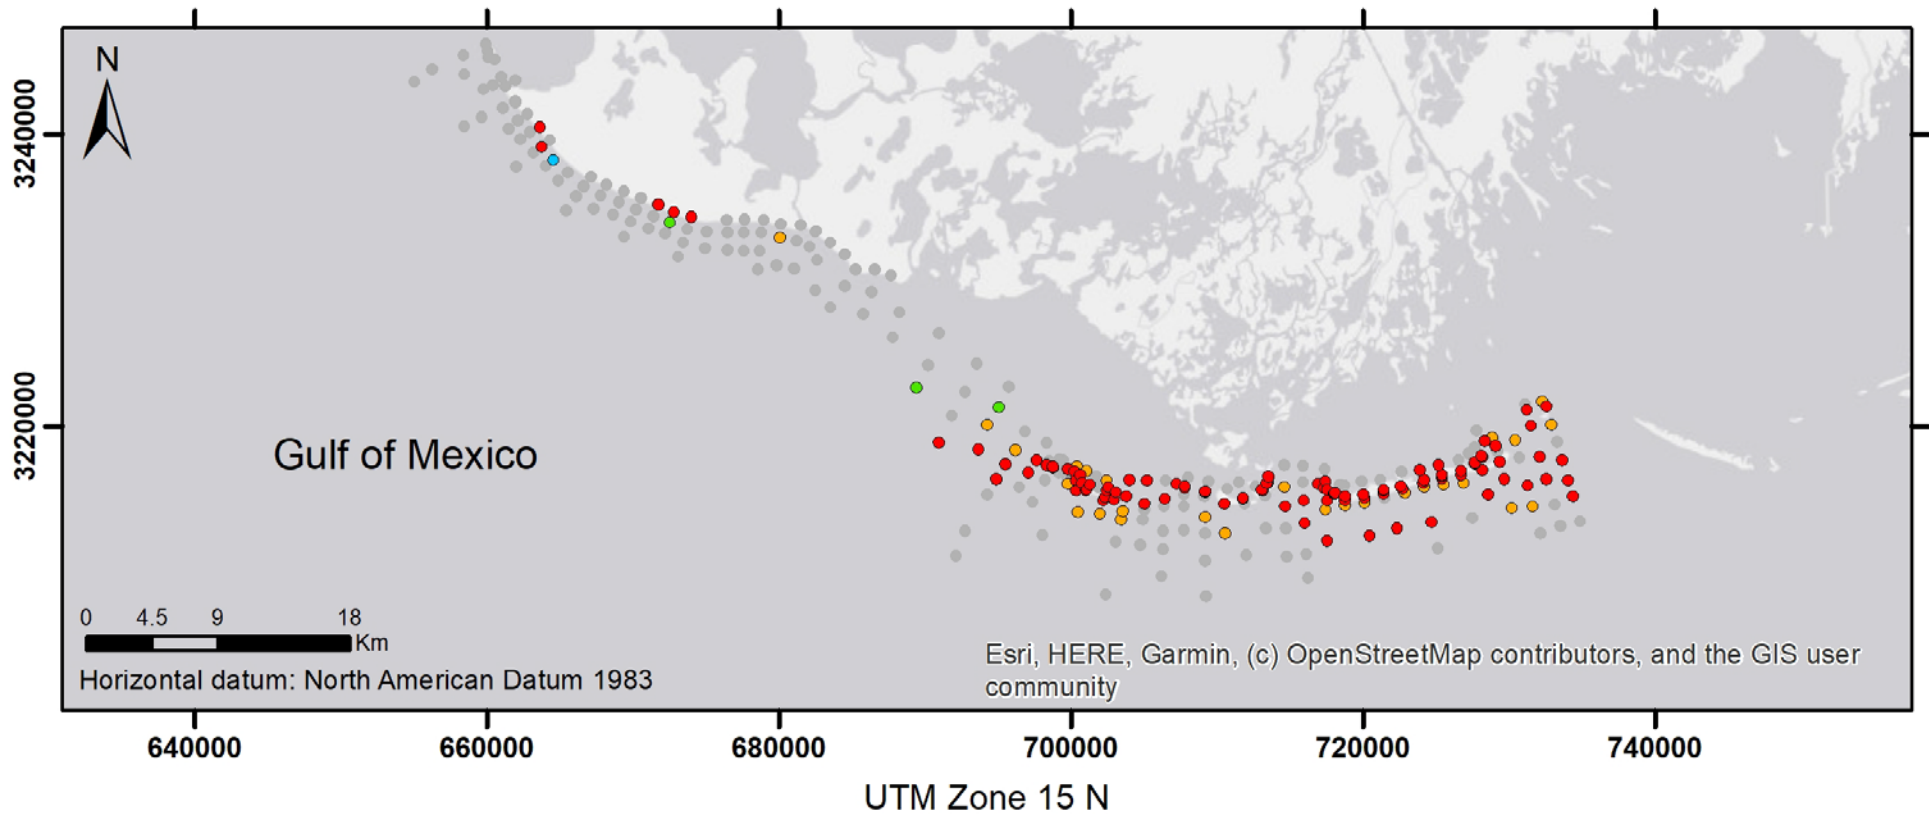 N
3240000
3220000
Gulf of Mexico
0 4.5 9 18
Km
Horizontal datum: North American Datum 1983
Esri, HERE, Garmin, (c) OpenStreetMap contributors, and the GIS user
community
640000 660000 680000 700000 720000 740000
UTM Zone 15 N